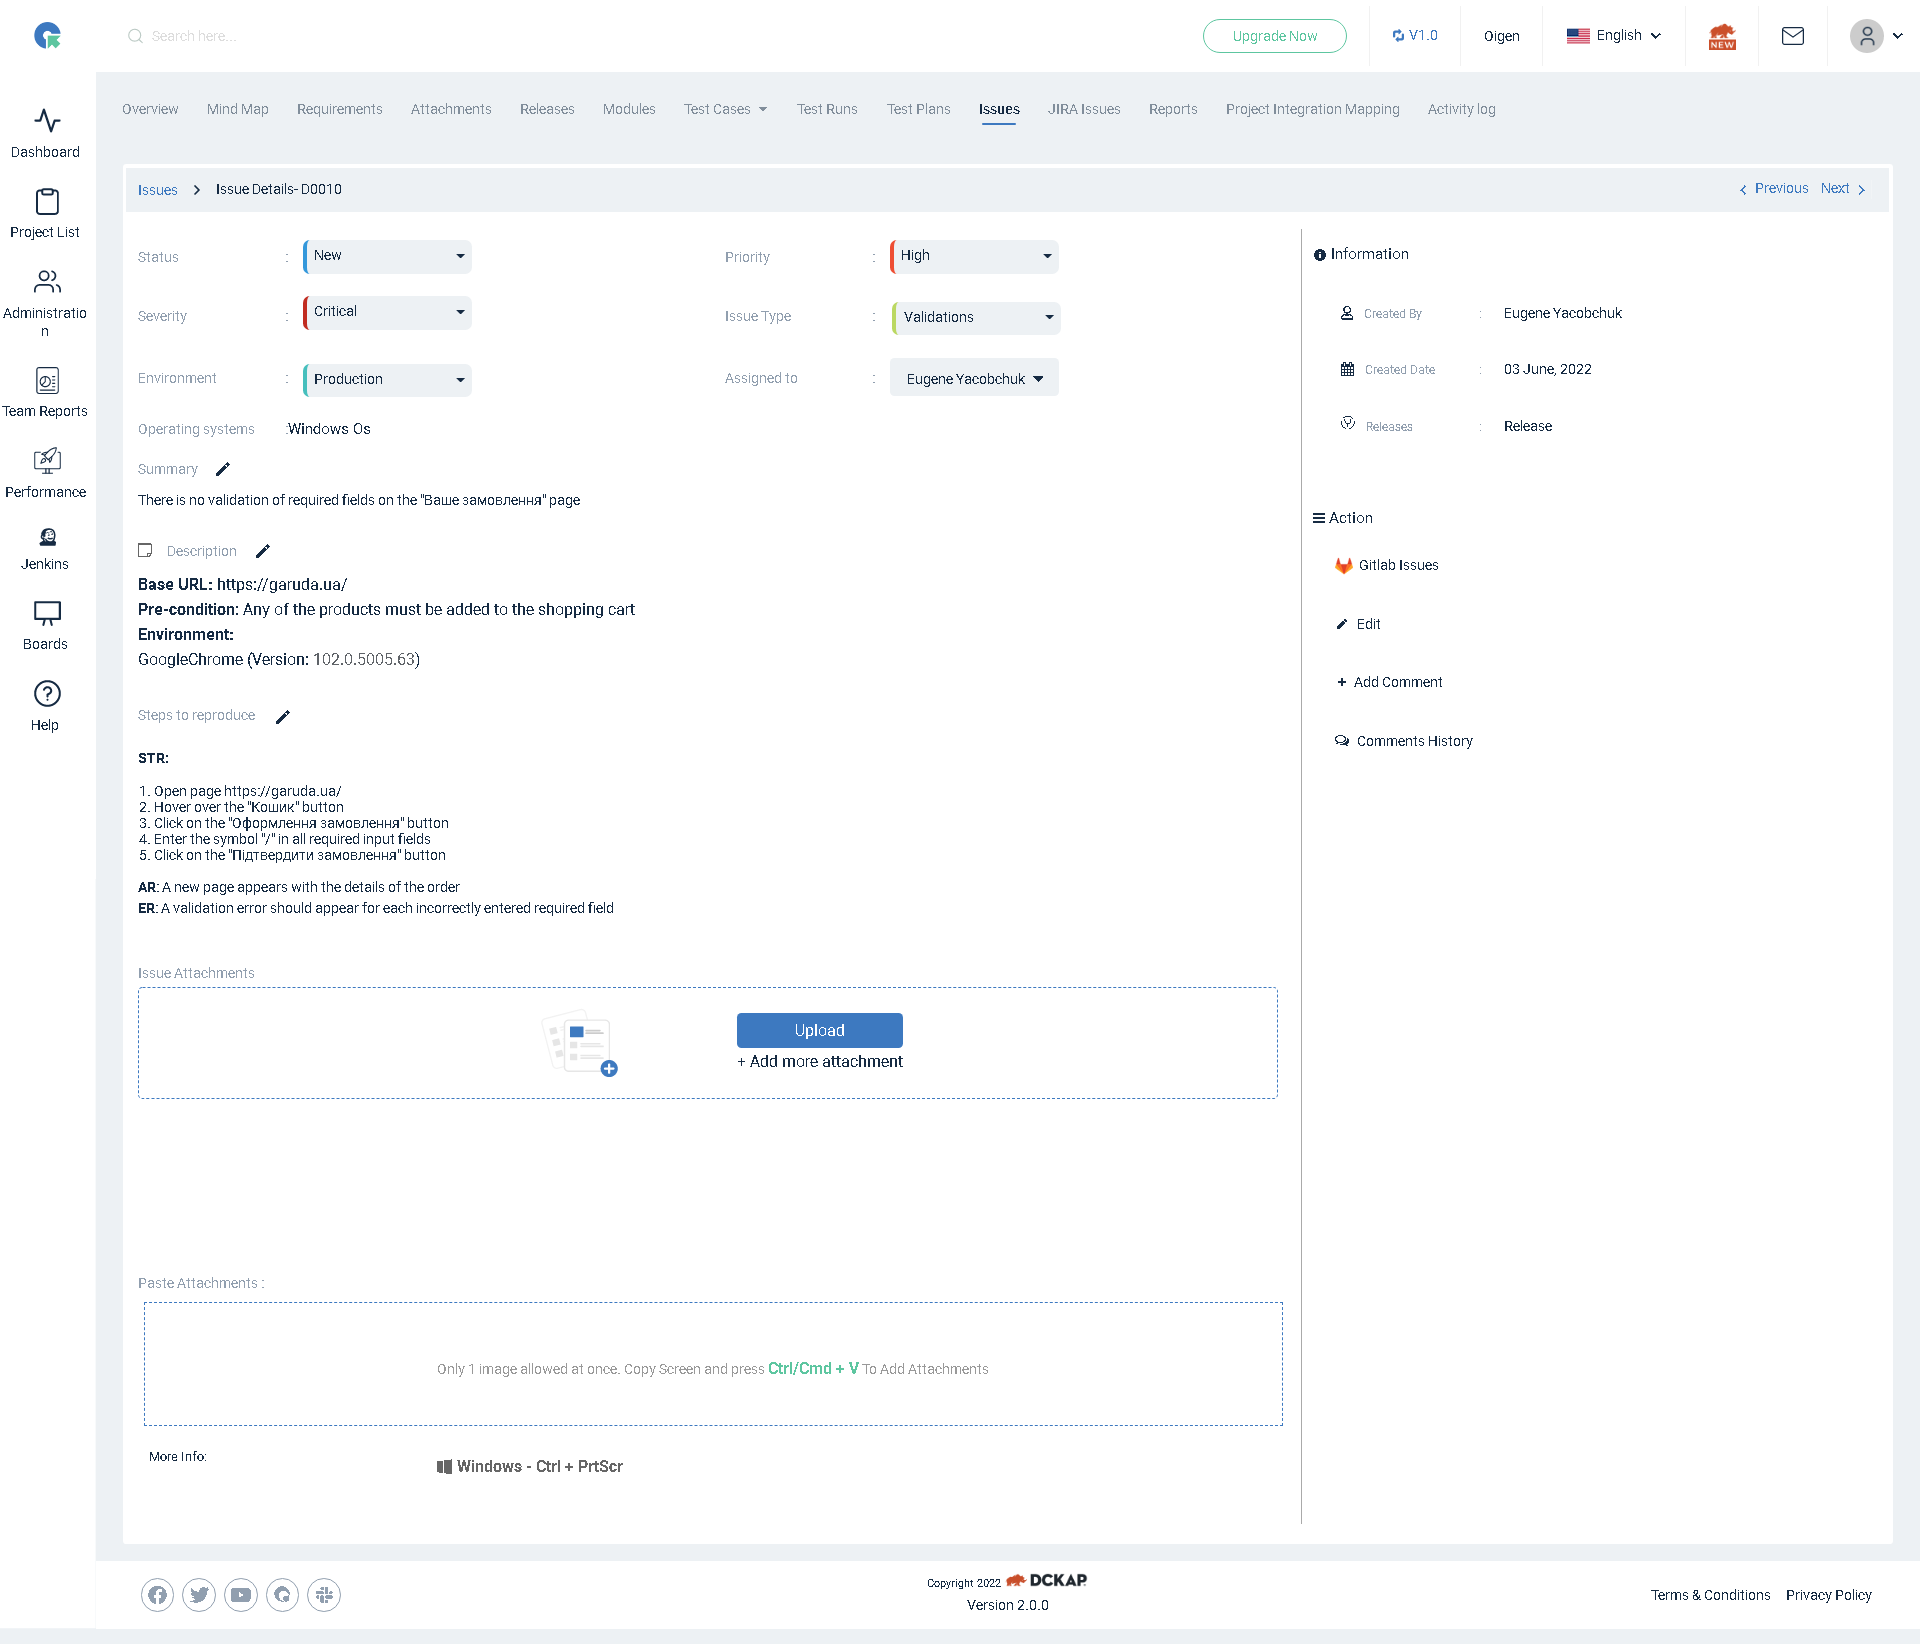 Search here...
Upgrade Now
V1.0
Oigen
English
NEW
Dashboard
Project List
Administratio
n
Team Reports
Performance
Jenkins
Boards
Help
Overview Mind Map Requirements Attachments Releases Modules Test Cases Test Runs Test Plans Issues JIRA Issues Reports Project Integration Mapping Activity log
Issues Issue Details- D0010 Previous Next
Status : New Priority : High
Severity : Critical Issue Type : Validations
Environment : Production Assigned to : Eugene Yacobchuk
Operating systems :Windows Os
Summary
There is no validation of required fields on the "Ваше замовлення" page
Description
Base URL: https://garuda.ua/
Pre-condition: Any of the products must be added to the shopping cart
Environment:
GoogleChrome (Version: 102.0.5005.63)
Steps to reproduce
STR:
1. Open page https://garuda.ua/
2. Hover over the "Кошик" button
3. Click on the "Оформлення замовлення" button
4. Enter the symbol "/" in all required input fields
5. Click on the "Підтвердити замовлення" button
AR: A new page appears with the details of the order
ER: A validation error should appear for each incorrectly entered required field
Issue Attachments
Upload
+ Add more attachment
Paste Attachments :
Only 1 image allowed at once. Copy Screen and press Ctrl/Cmd + V To Add Attachments
More Info:
Windows - Ctrl + PrtScr
Information
Created By : Eugene Yacobchuk
Created Date : 03 June, 2022
Releases : Release
Action
Gitlab Issues
Edit
+ Add Comment
Comments History
Copyright 2022 DCKAP
Version 2.0.0
Terms & Conditions Privacy Policy